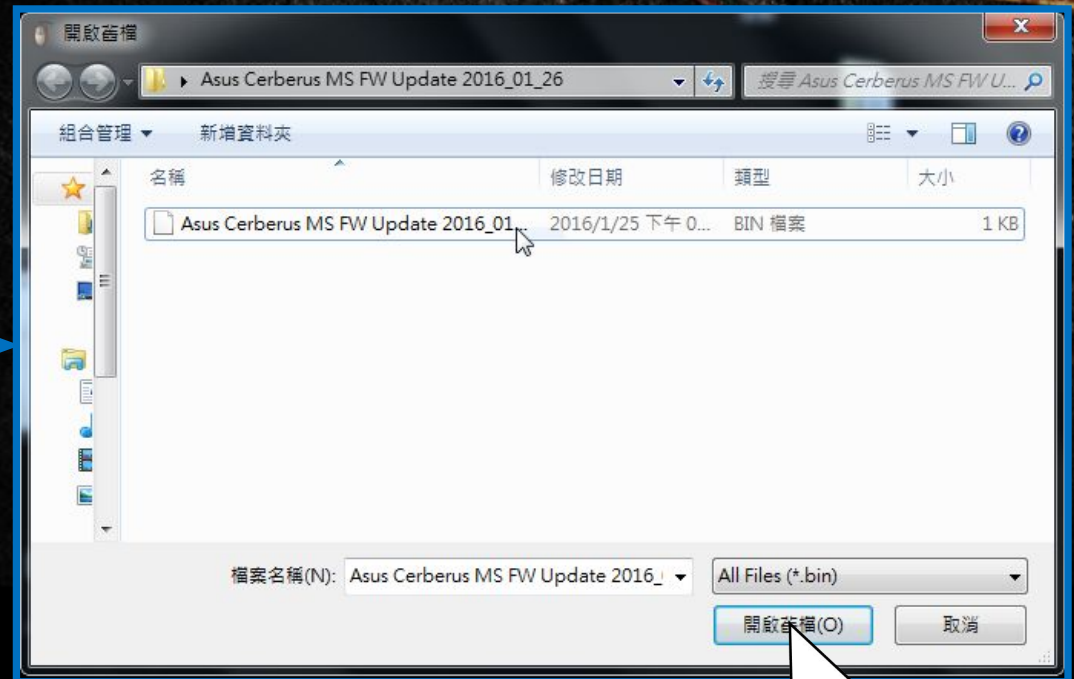 開啟舊檔
Asus Cerberus MS FW Update 2016_01_26
搜尋 Asus Cerberus MS FW U...
組合管理 新增資料夾
名稱 修改日期 類型 大小
Asus Cerberus MS FW Update 2016_01... 2016/1/25 下午 0... BIN 檔案 1 KB
檔案名稱(N): Asus Cerberus MS FW Update 2016_ All Files (*.bin)
開啟舊檔(O) 取消